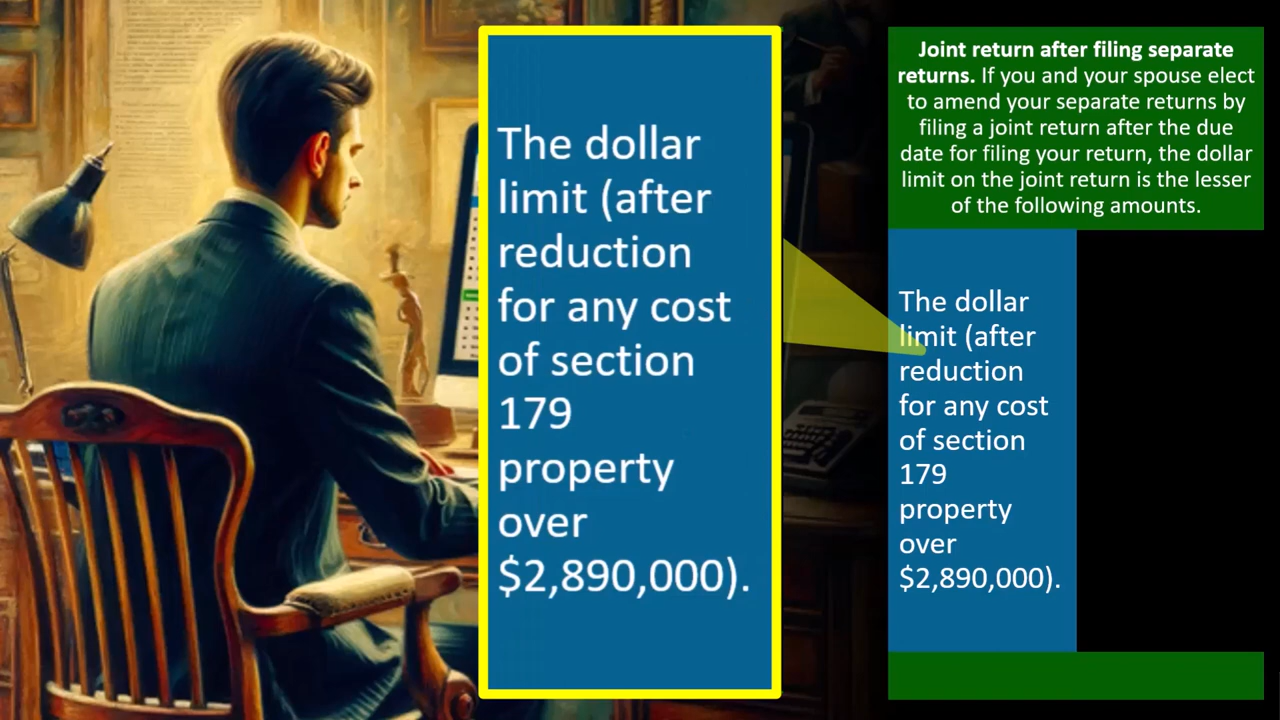 The dollar
limit (after
reduction
for any cost
of section
179
property
over
$2,890,000).
Joint return after filing separate
returns. If you and your spouse elect
to amend your separate returns by
filing a joint return after the due
date for filing your return, the dollar
limit on the joint return is the lesser
of the following amounts.
The dollar
limit (after
reduction
for any cost
of section
179
property
over
$2,890,000).